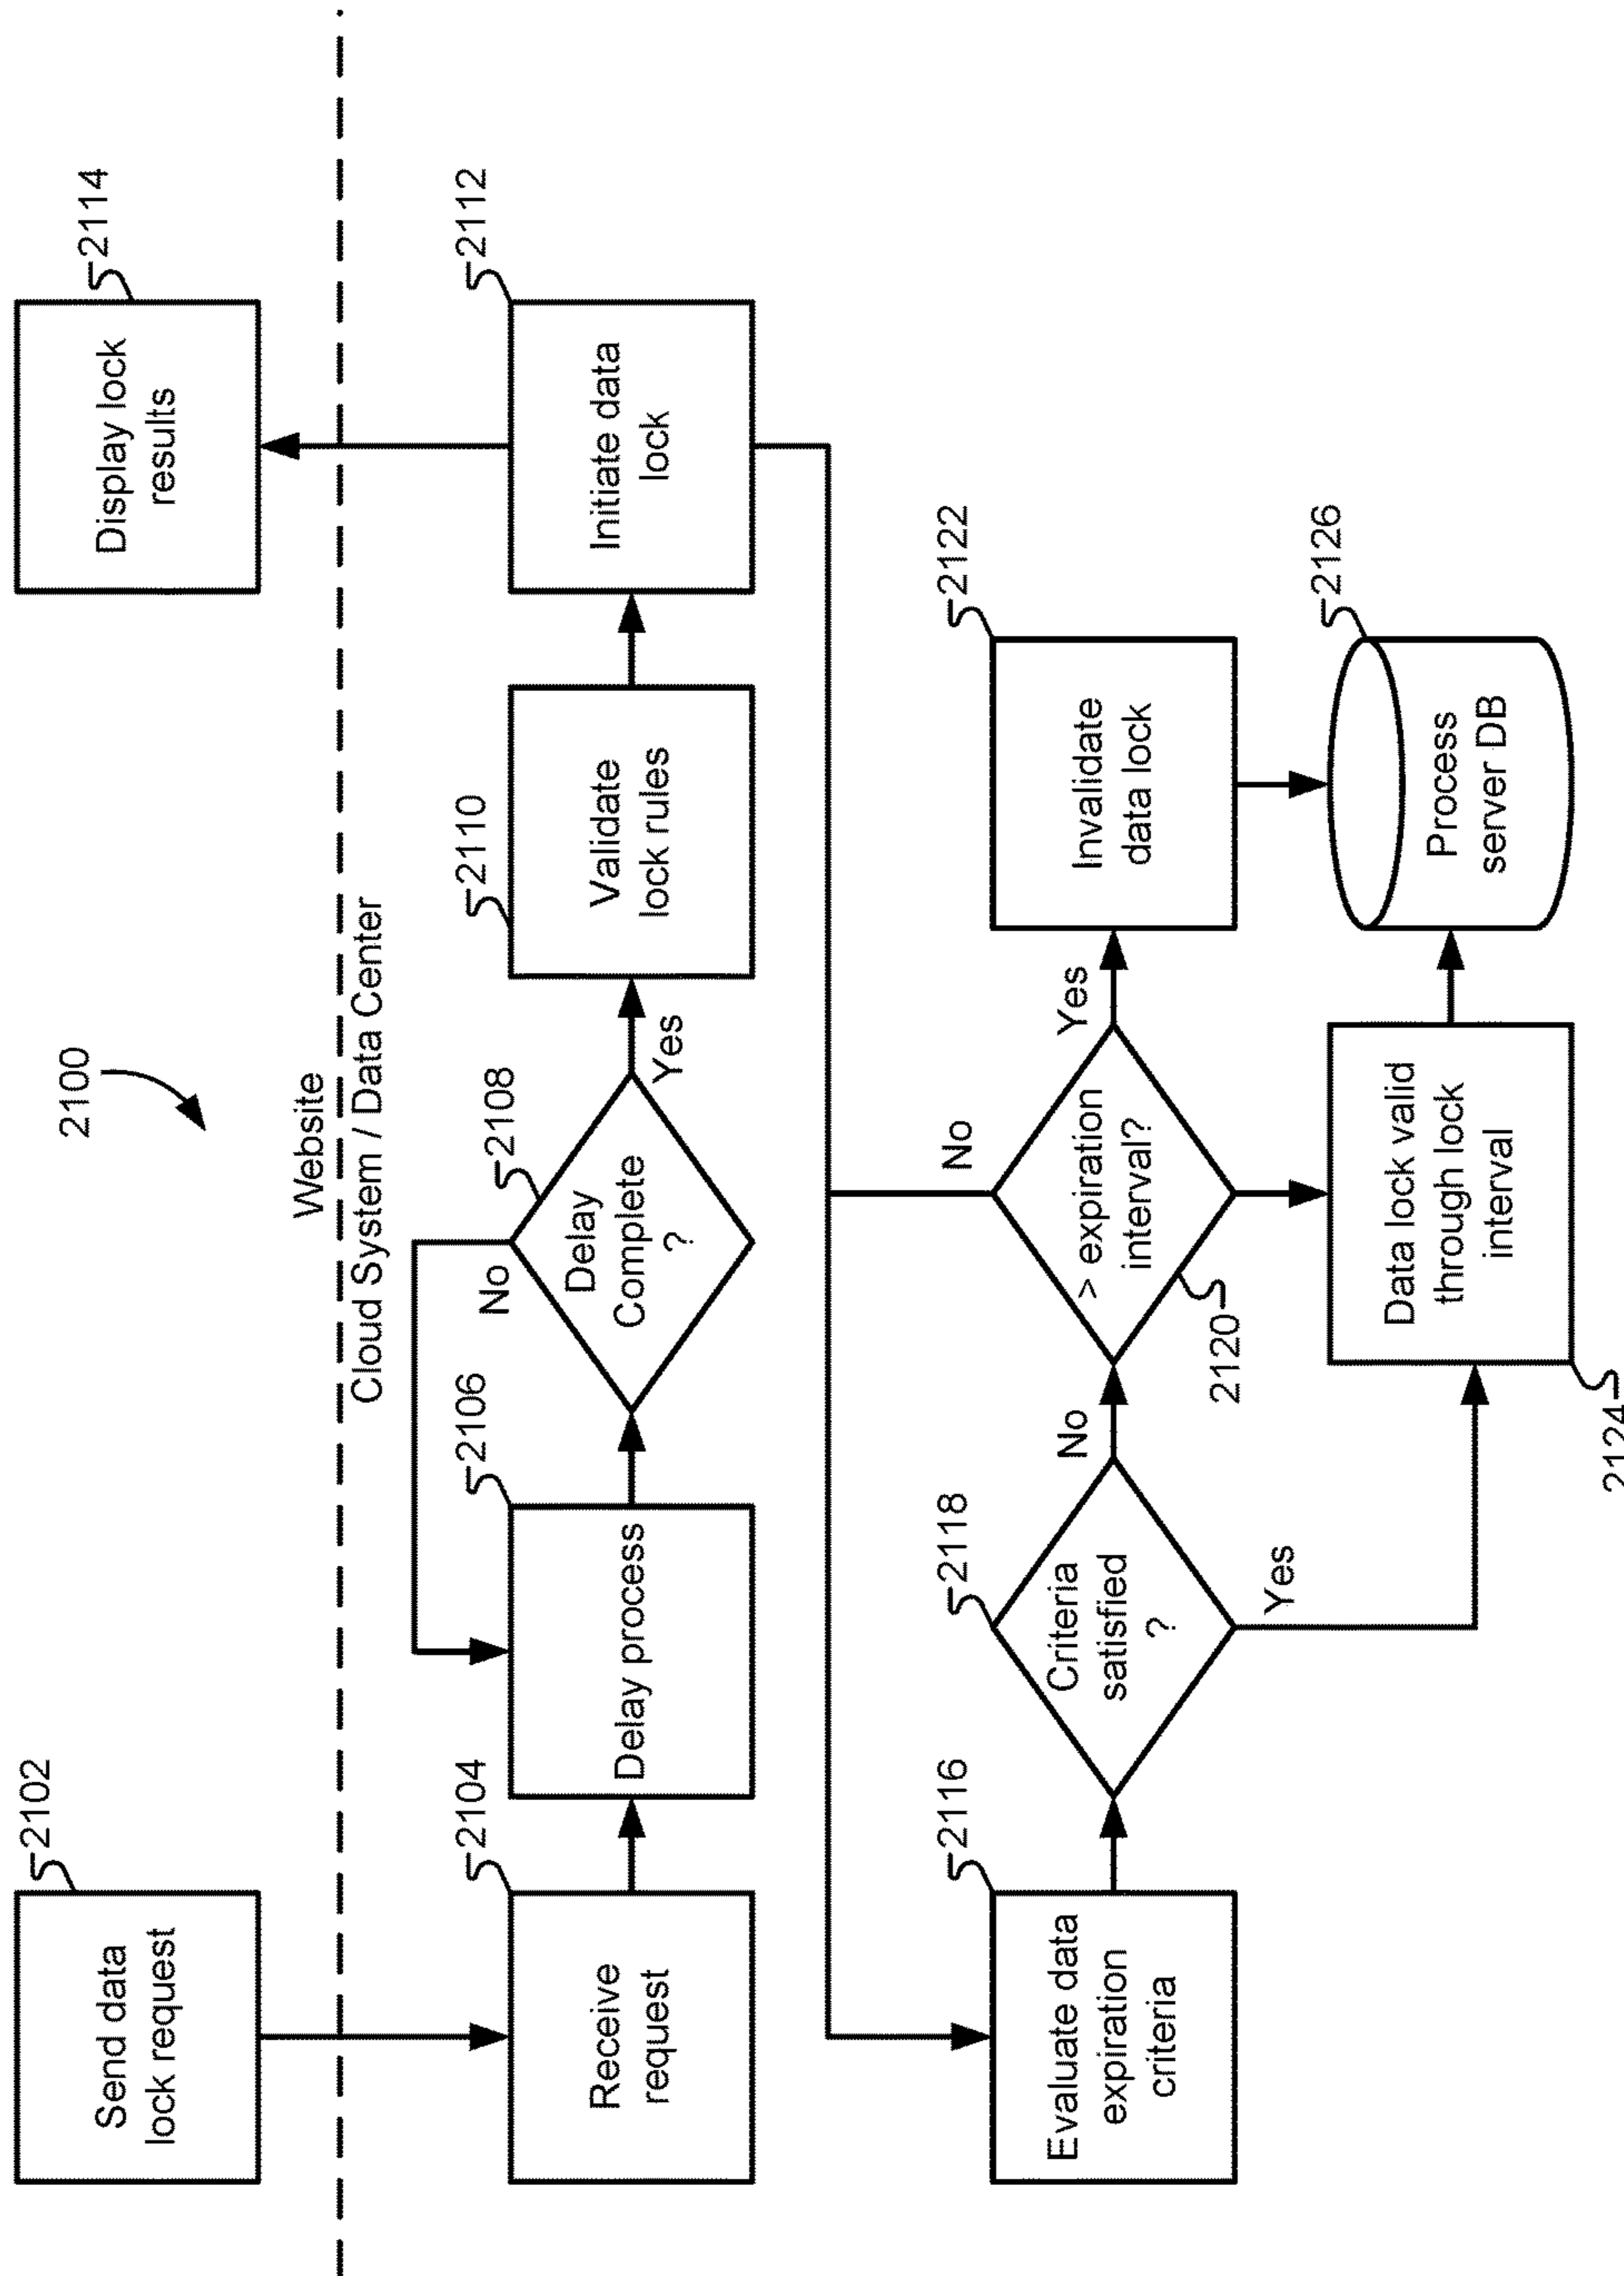 2100
Website
Cloud System / Data Center
2102
Send data
lock request
2114
Display lock
results
2104
Receive
request
2106
Delay process
2108
Delay
Complete
?
No
Yes
2110
Validate
lock rules
2112
Initiate data
lock
2116
Evaluate data
expiration
criteria
2118
Criteria
satisfied
?
No
Yes
2120
> expiration
interval?
No
Yes
2122
Invalidate
data lock
2124
Data lock valid
through lock
interval
2126
Process
server DB